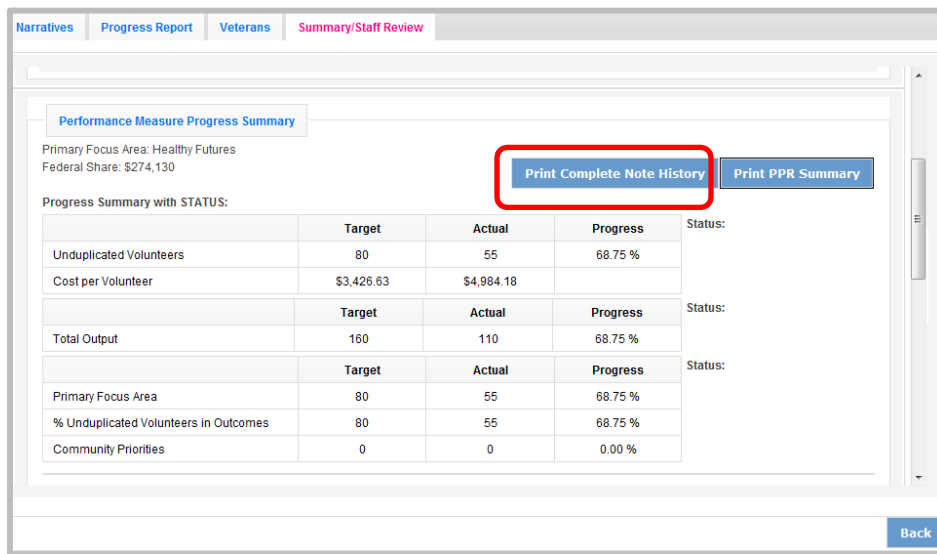 Narratives Progress Report Veterans Summary/Staff Review
Performance Measure Progress Summary
Primary Focus Area: Healthy Futures
Federal Share: $274,130
Print Complete Note History Print PPR Summary
Progress Summary with STATUS:
Target Actual Progress Status:
Unduplicated Volunteers 80 55 68.75 %
Cost per Volunteer $3,426.63 $4,984.18
Target Actual Progress Status:
Total Output 160 110 68.75 %
Target Actual Progress Status:
Primary Focus Area 80 55 68.75 %
% Unduplicated Volunteers in Outcomes 80 55 68.75 %
Community Priorities 0 0 0.00 %
Back